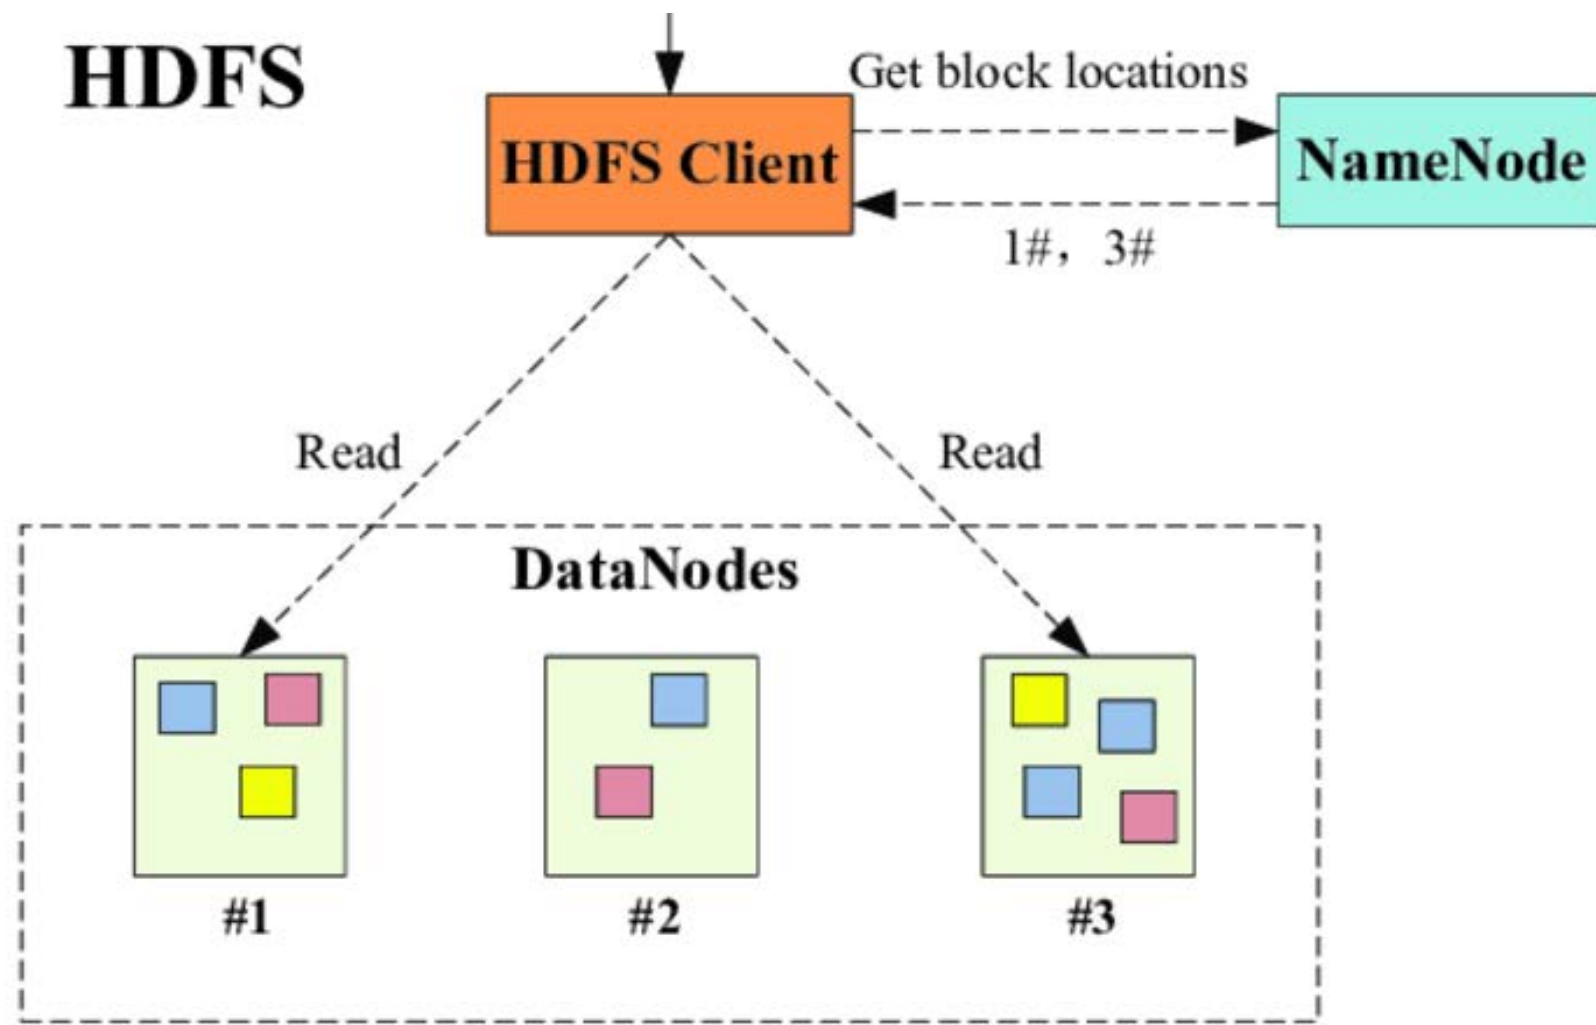 HDFS
Get block locations
HDFS Client
NameNode
1#，3#
Read
Read
DataNodes
#1
#2
#3